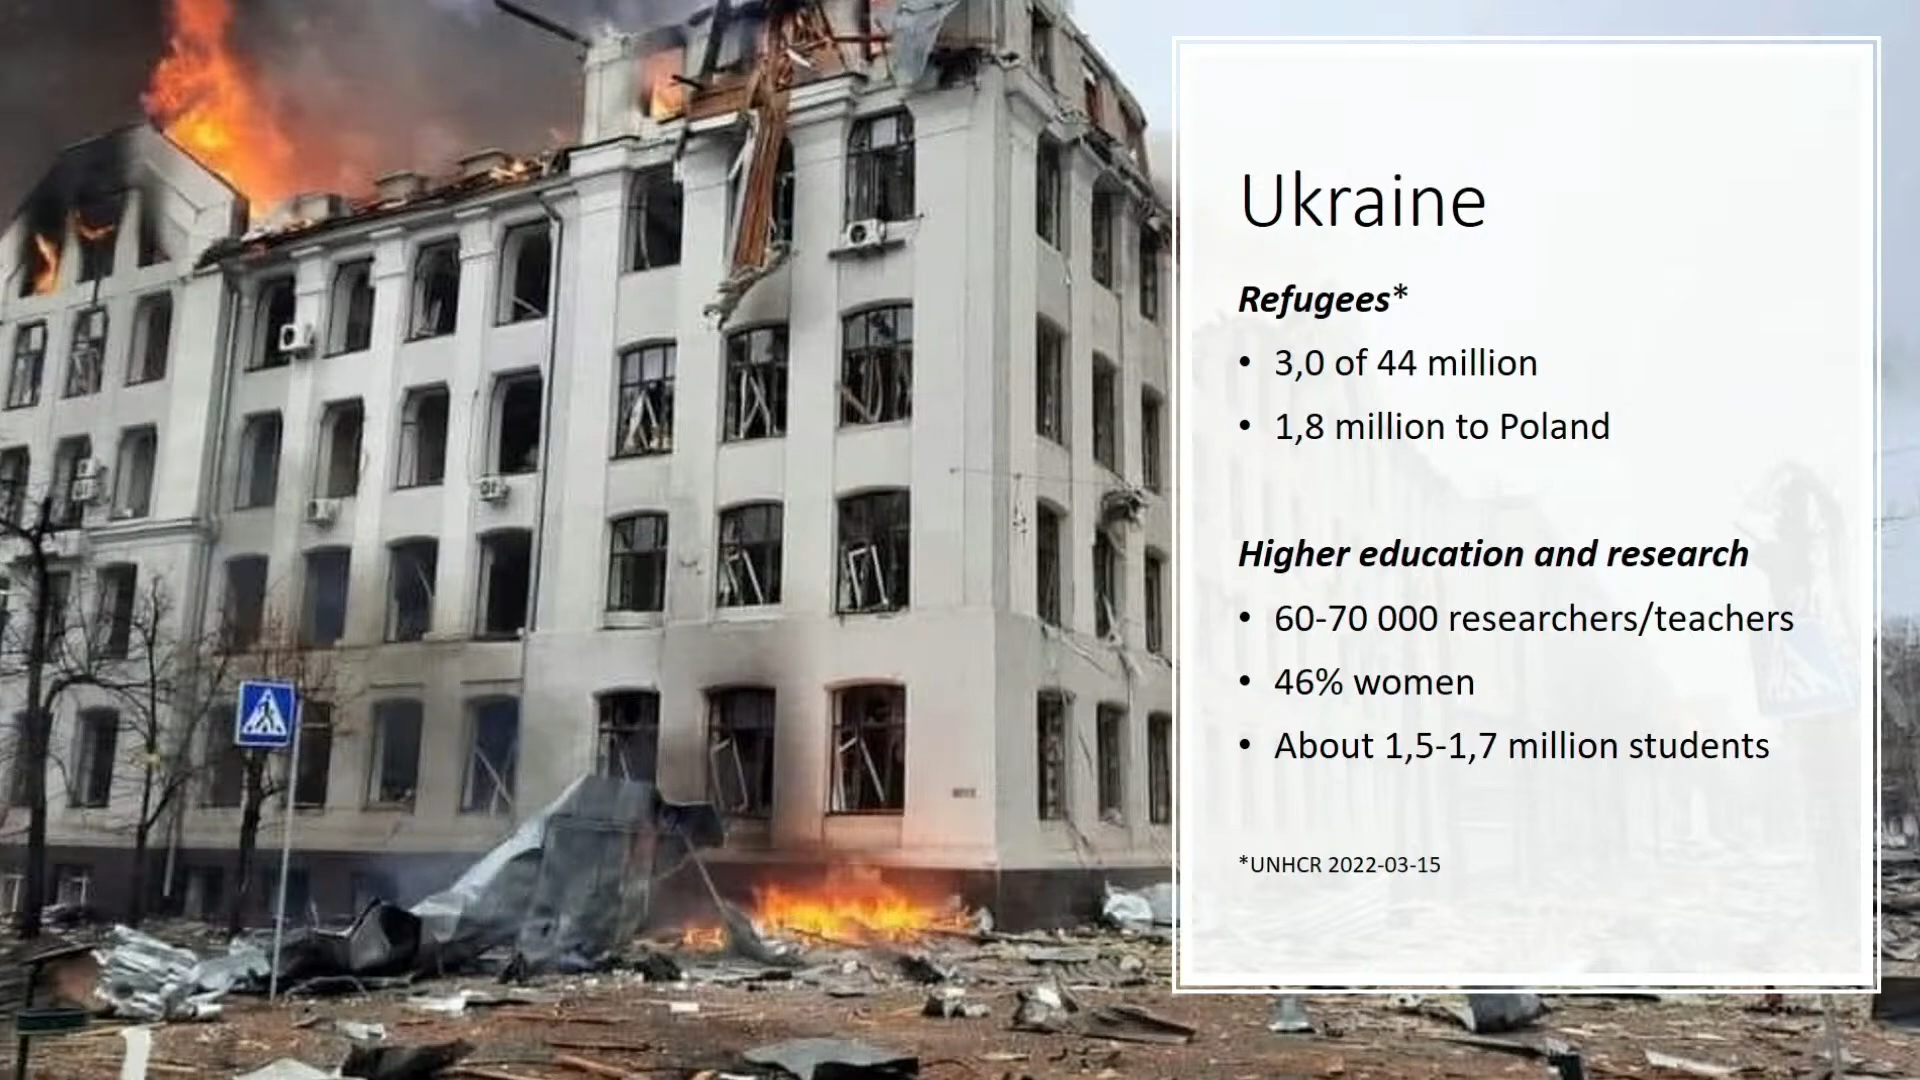 Ukraine
Refugees*
• 3,0 of 44 million
• 1,8 million to Poland
Higher education and research
• 60-70 000 researchers/teachers
• 46% women
• About 1,5-1,7 million students
*UNHCR 2022-03-15